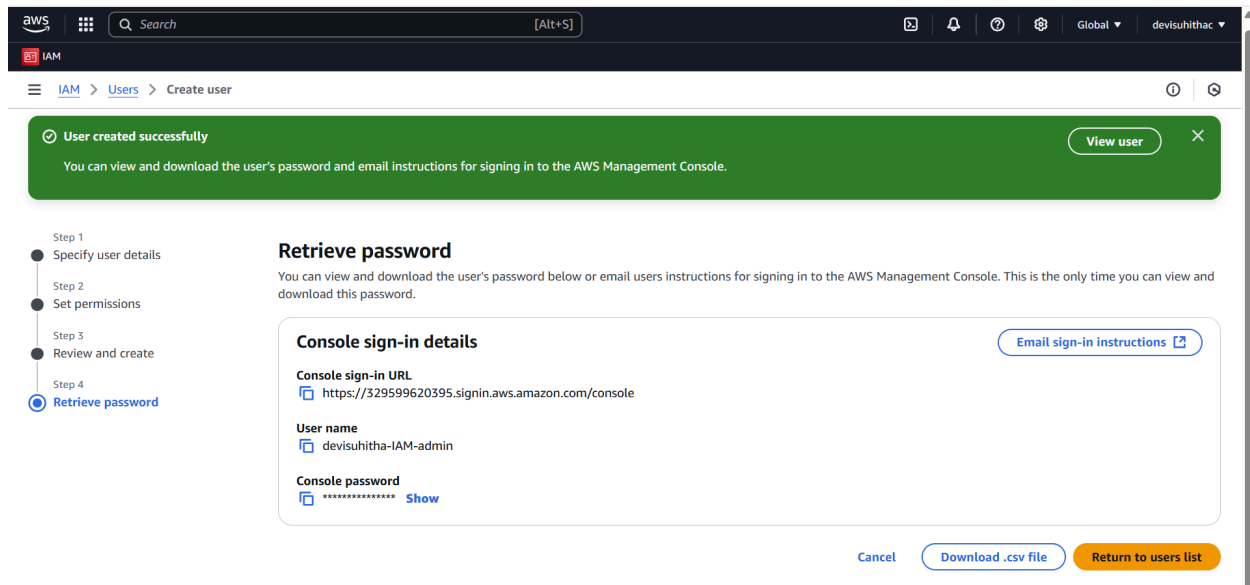 aws
Search
[Alt+S]
Global
devisuhithac
IAM
IAM > Users > Create user
User created successfully
View user
You can view and download the user's password and email instructions for signing in to the AWS Management Console.
Step 1
Specify user details
Step 2
Set permissions
Step 3
Review and create
Step 4
Retrieve password
Retrieve password
You can view and download the user's password below or email users instructions for signing in to the AWS Management Console. This is the only time you can view and
download this password.
Console sign-in details
Email sign-in instructions
Console sign-in URL
https://329599620395.signin.aws.amazon.com/console
User name
devisuhitha-IAM-admin
Console password
*************** Show
Cancel
Download .csv file
Return to users list